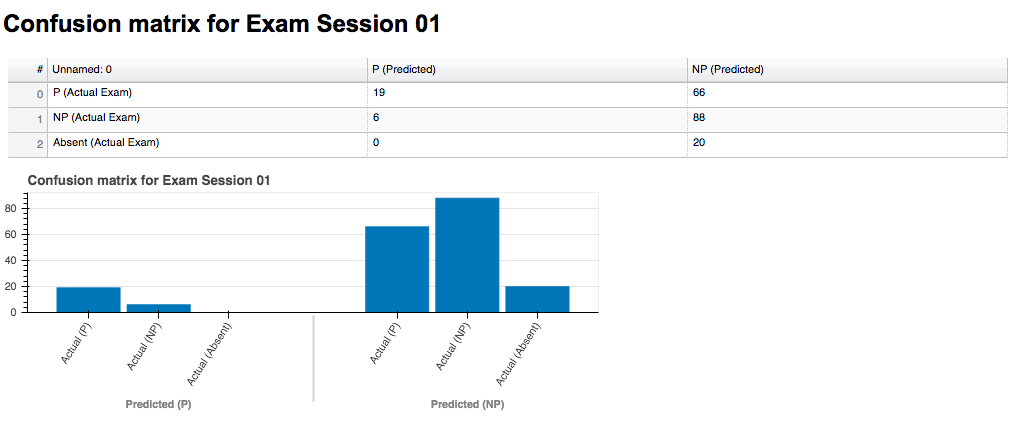 Confusion matrix for Exam Session 01
# Unnamed: 0 P (Predicted) NP (Predicted)
0 P (Actual Exam) 19 66
1 NP (Actual Exam) 6 88
2 Absent (Actual Exam) 0 20
Confusion matrix for Exam Session 01
80
60
40
20
0
Actual (P) Actual (NP) Actual (Absent) Actual (P) Actual (NP) Actual (Absent)
Predicted (P) Predicted (NP)